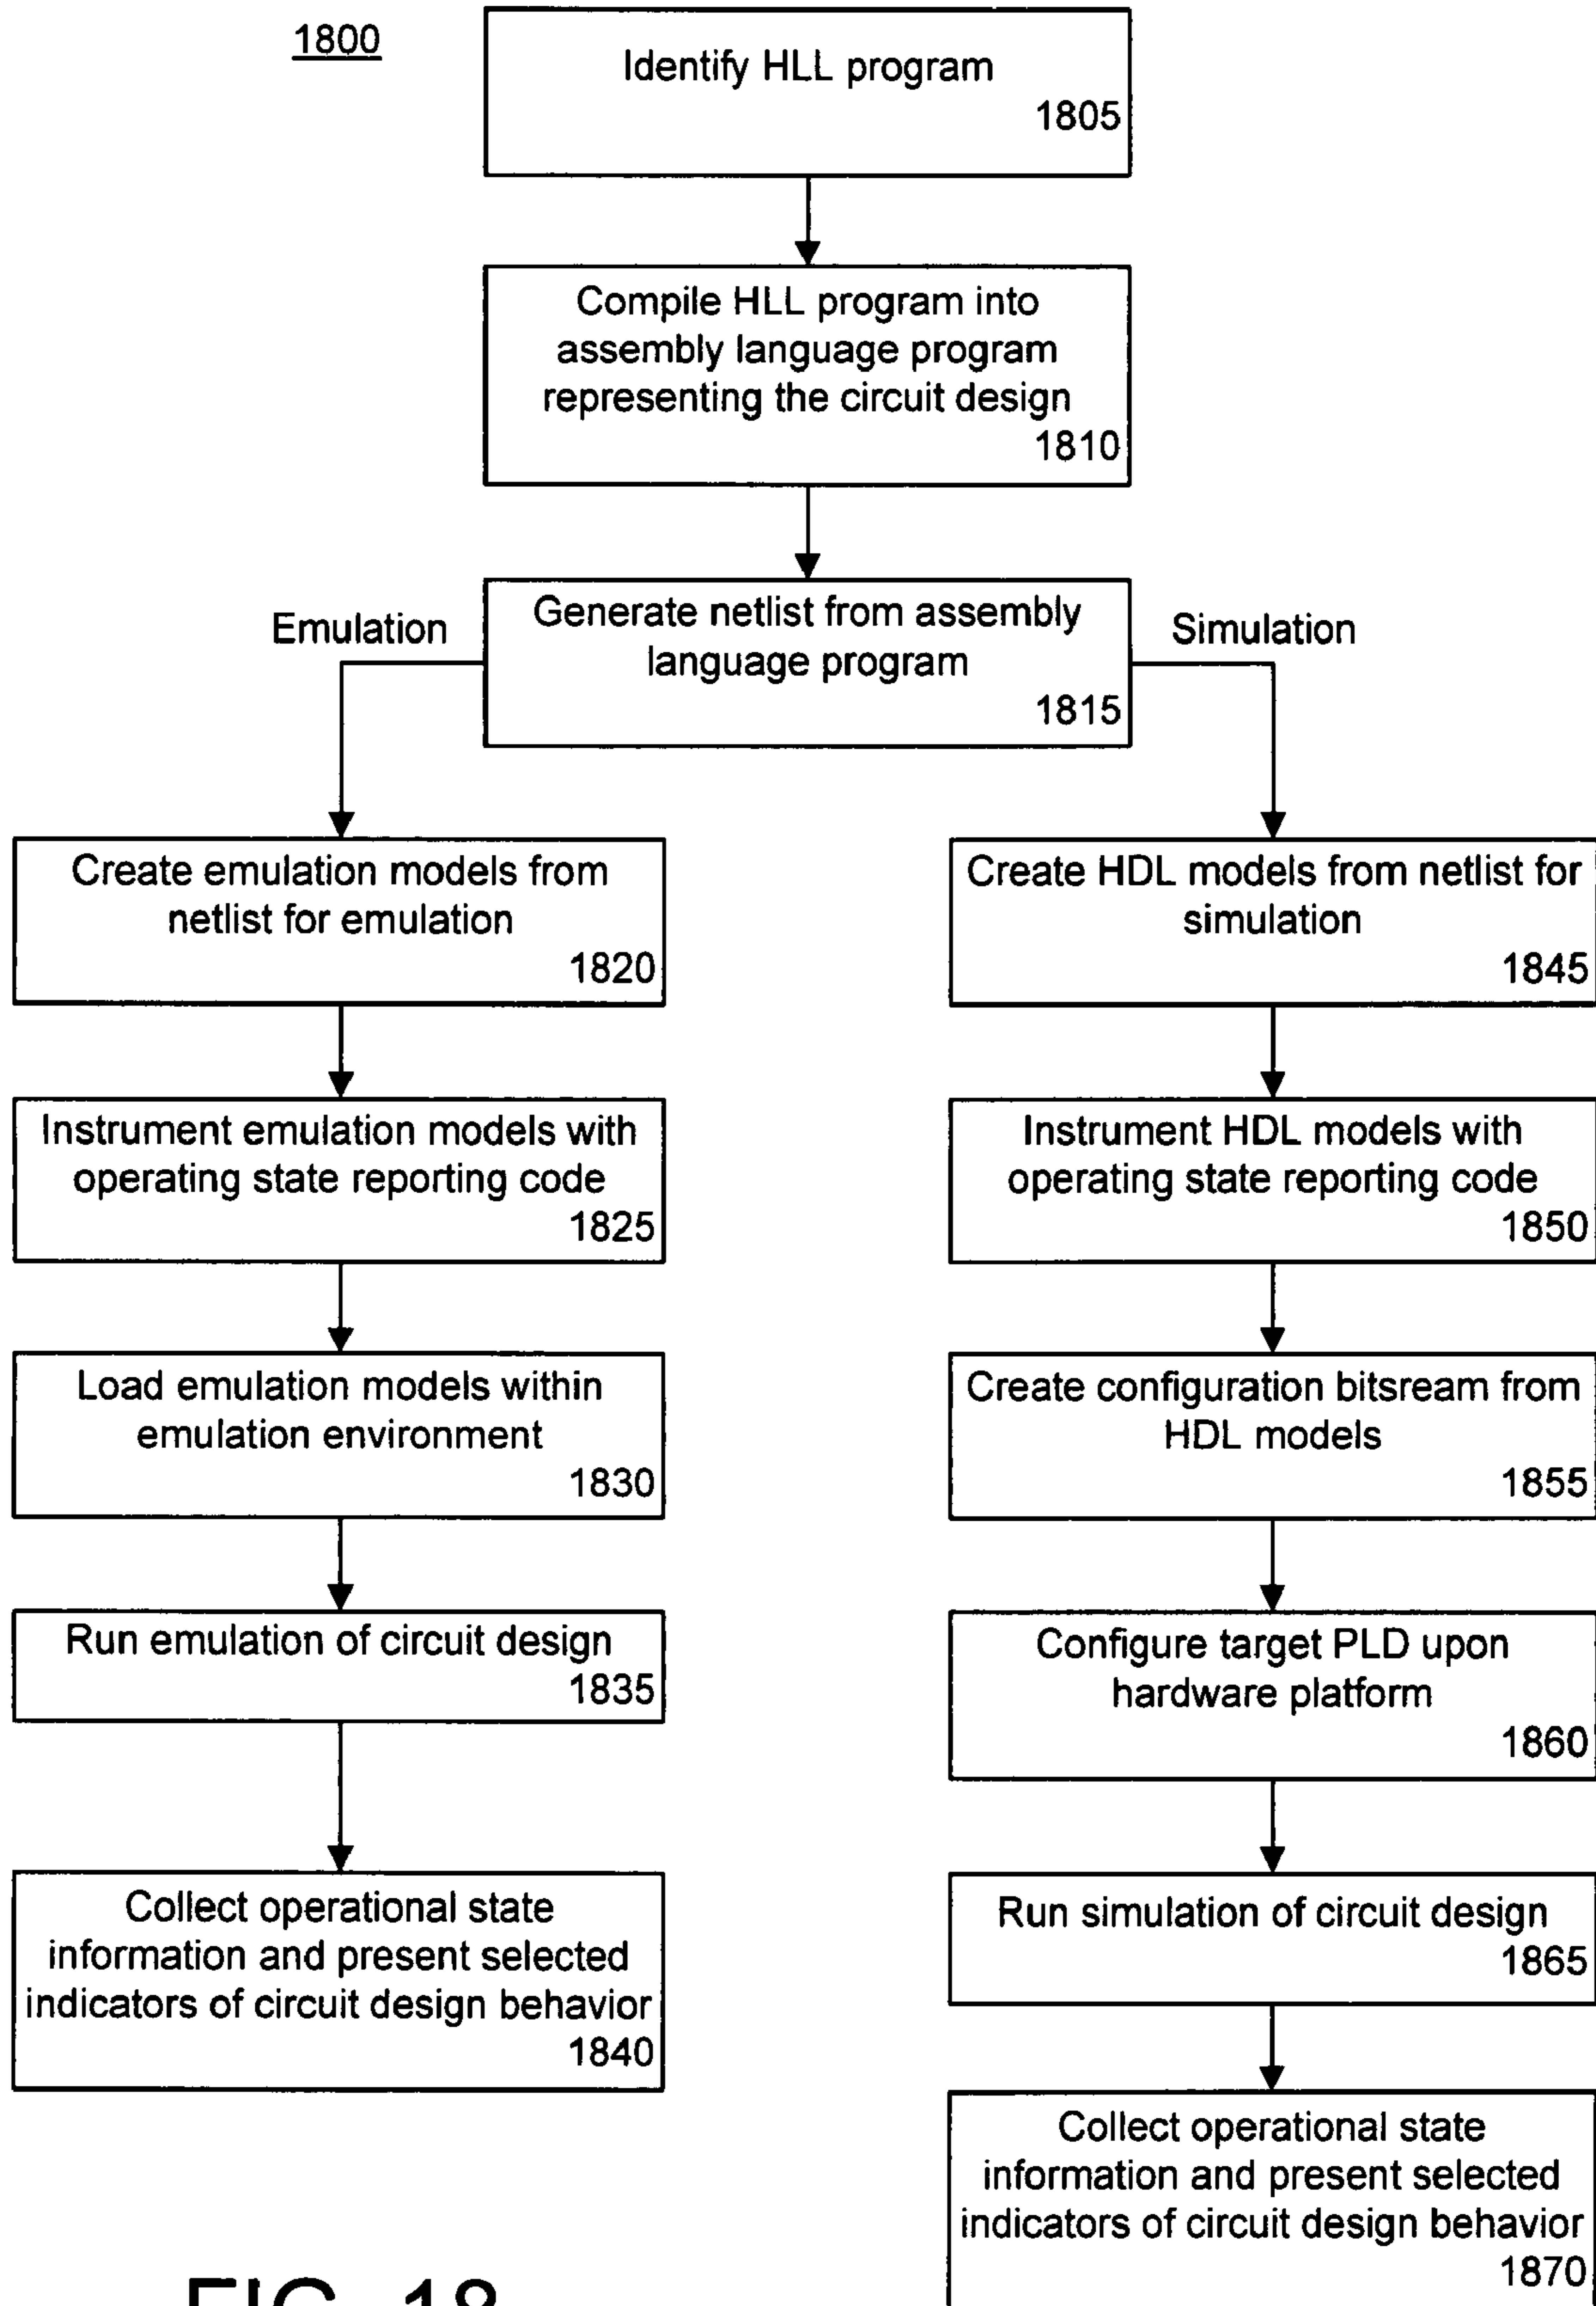 1800
Identify HLL program
1805
Compile HLL program into
assembly language program
representing the circuit design
1810
Generate netlist from assembly
language program
1815
Emulation
Simulation
Create emulation models from
netlist for emulation
1820
Instrument emulation models with
operating state reporting code
1825
Load emulation models within
emulation environment
1830
Run emulation of circuit design
1835
Collect operational state
information and present selected
indicators of circuit design behavior
1840
Create HDL models from netlist for
simulation
1845
Instrument HDL models with
operating state reporting code
1850
Create configuration bitsream from
HDL models
1855
Configure target PLD upon
hardware platform
1860
Run simulation of circuit design
1865
Collect operational state
information and present selected
indicators of circuit design behavior
1870
FIG. 18